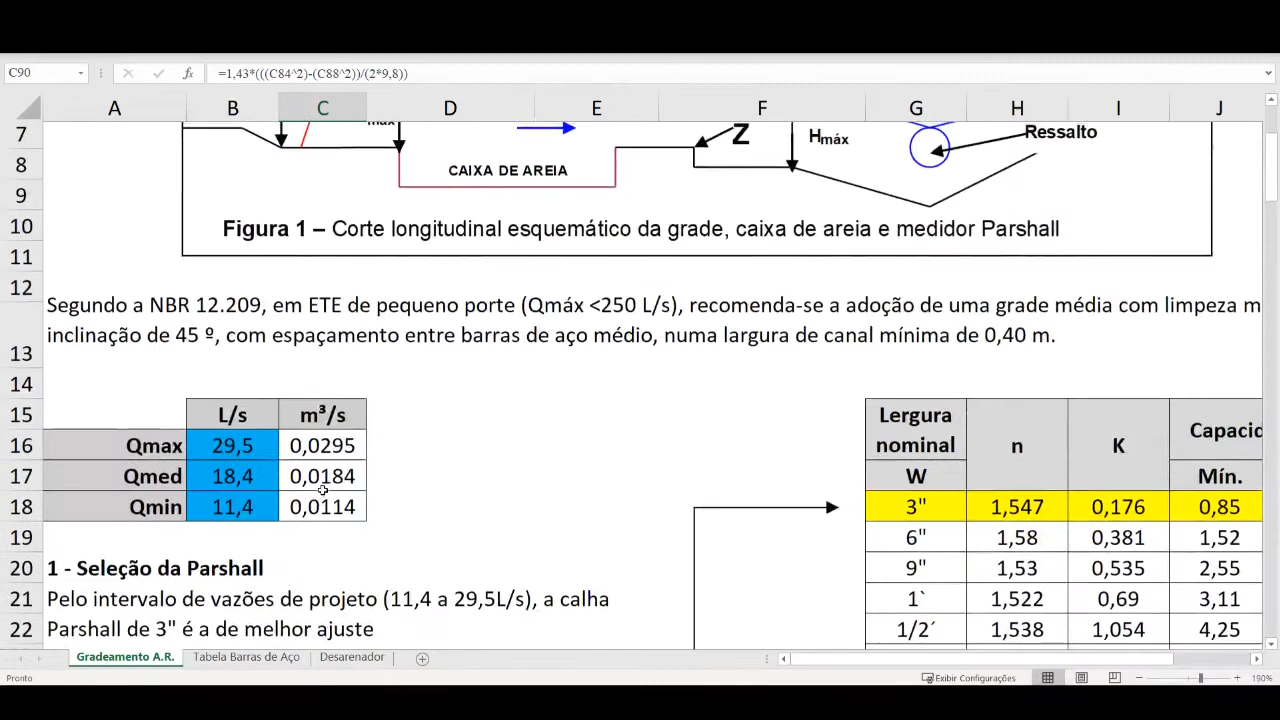 C90
=1,43*(((C84^2)-(C88^2))/(2*9,8))
A B C D E F G H I J
7
8
9
10
11
12
13
14
15
16
17
18
19
20
21
22
Z
Hmáx
Ressalto
CAIXA DE AREIA
Figura 1 – Corte longitudinal esquemático da grade, caixa de areia e medidor Parshall
Segundo a NBR 12.209, em ETE de pequeno porte (Qmáx <250 L/s), recomenda-se a adoção de uma grade média com limpeza m
inclinação de 45 º, com espaçamento entre barras de aço médio, numa largura de canal mínima de 0,40 m.
L/s m³/s
Qmax 29,5 0,0295
Qmed 18,4 0,0184
Qmin 11,4 0,0114
Lergura nominal n K Capacid
W Mín.
3" 1,547 0,176 0,85
6" 1,58 0,381 1,52
9" 1,53 0,535 2,55
1` 1,522 0,69 3,11
1/2´ 1,538 1,054 4,25
1 - Seleção da Parshall
Pelo intervalo de vazões de projeto (11,4 a 29,5L/s), a calha
Parshall de 3" é a de melhor ajuste
Gradeamento A.R. Tabela Barras de Aço Desarenador
Pronto Exibir Configurações 190%